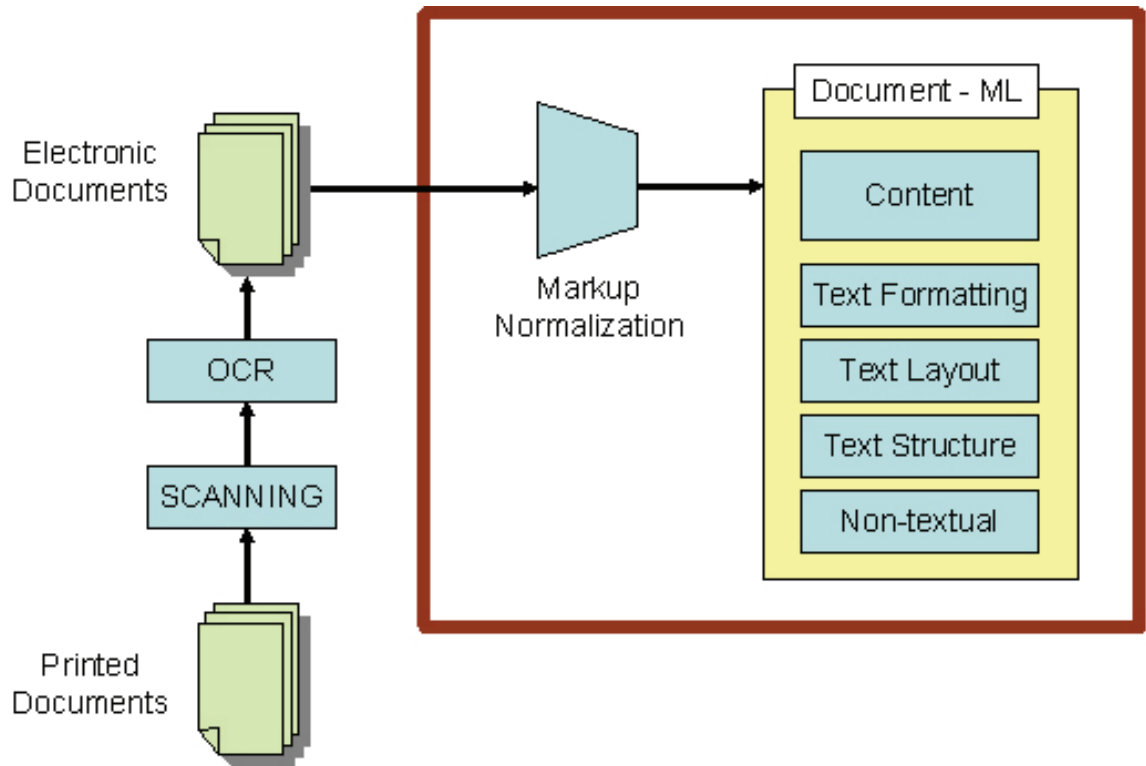 Document - ML
Electronic
Documents
Content
Markup
Normalization
Text Formatting
OCR
Text Layout
Text Structure
SCANNING
Non-textual
Printed
Documents